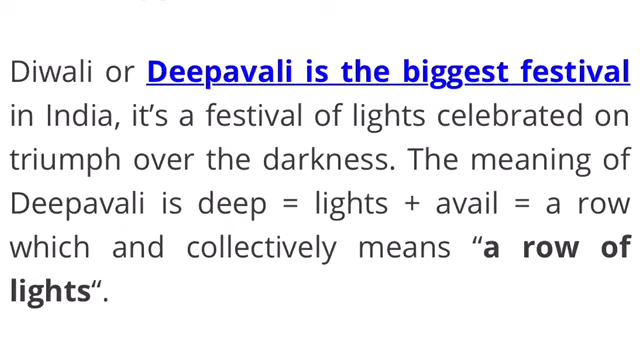 Diwali or Deepavali is the biggest festival
in India, it’s a festival of lights celebrated on
triumph over the darkness. The meaning of
Deepavali is deep = lights + avail = a row
which and collectively means “a row of
lights“.